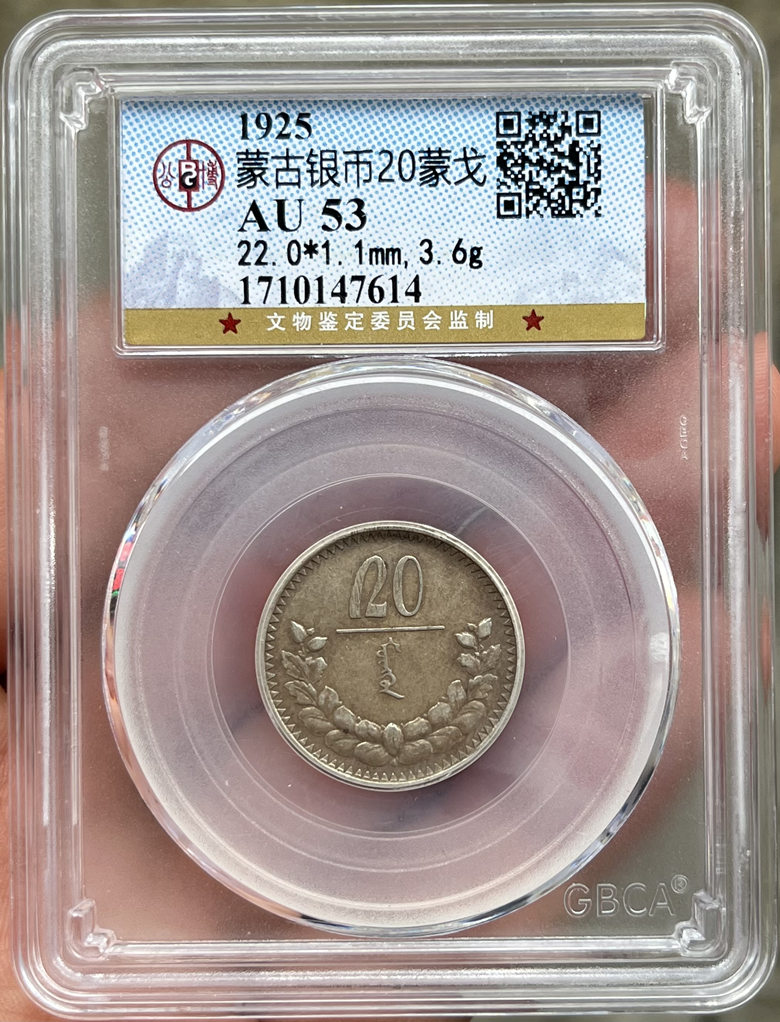 1925
蒙古银币20蒙戈
AU 53
22.0*1.1mm,3.6g
1710147614
★ 文物鉴定委员会监制 ★
20
GBCA®